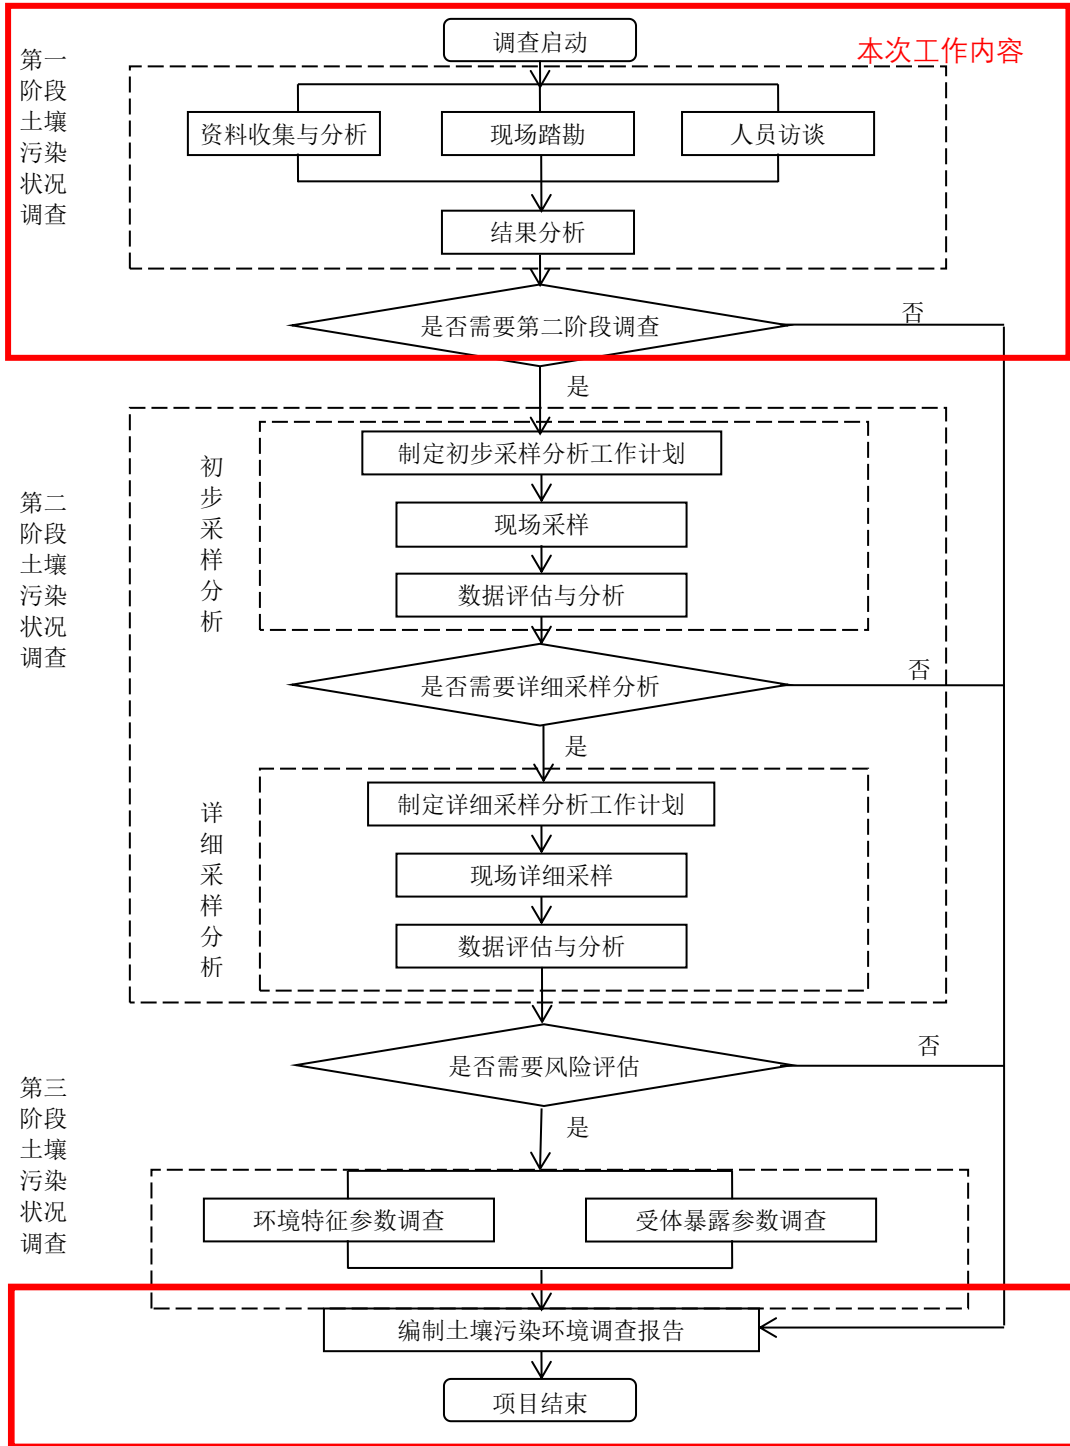 调查启动
本次工作内容
第一
阶段
土壤
污染
状况
调查
资料收集与分析
现场踏勘
人员访谈
结果分析
是否需要第二阶段调查
否
是
第二
阶段
土壤
污染
状况
调查
初
步
采
样
分
析
制定初步采样分析工作计划
现场采样
数据评估与分析
是否需要详细采样分析
否
是
详
细
采
样
分
析
制定详细采样分析工作计划
现场详细采样
数据评估与分析
是否需要风险评估
否
是
第三
阶段
土壤
污染
状况
调查
环境特征参数调查
受体暴露参数调查
编制土壤污染环境调查报告
项目结束